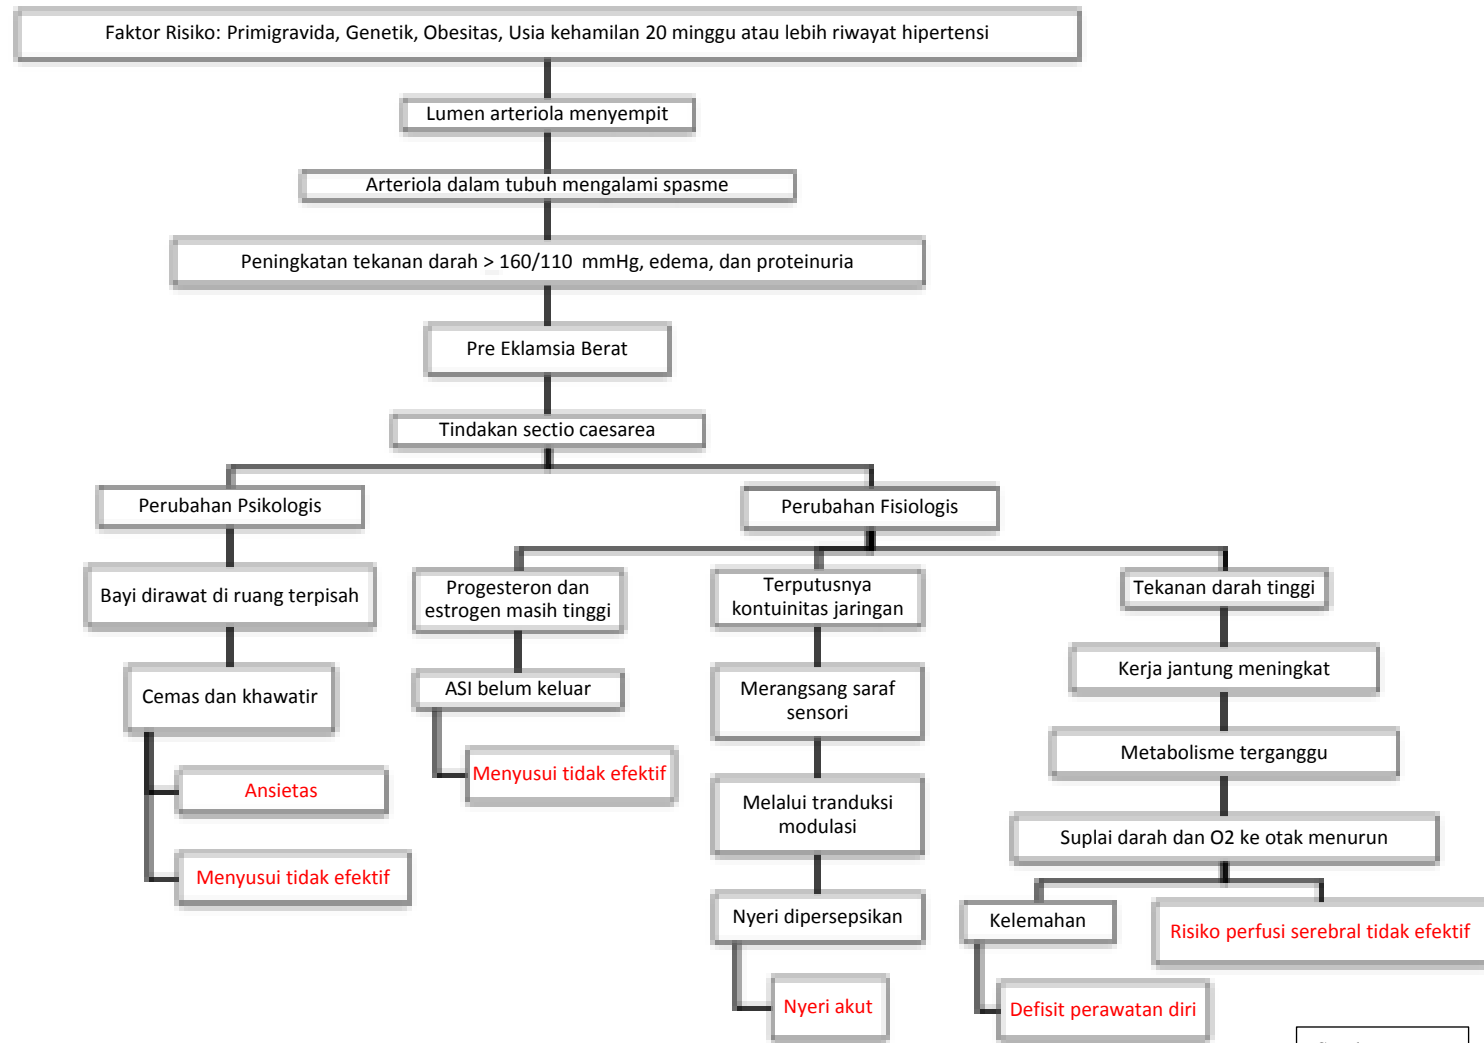 Faktor Risiko: Primigravida, Genetik, Obesitas, Usia kehamilan 20 minggu atau lebih riwayat hipertensi
Lumen arteriola menyempit
Arteriola dalam tubuh mengalami spasme
Peningkatan tekanan darah > 160/110 mmHg, edema, dan proteinuria
Pre Eklamsia Berat
Tindakan sectio caesarea
Perubahan Psikologis
Bayi dirawat di ruang terpisah
Cemas dan khawatir
Ansietas
Menyusui tidak efektif
Perubahan Fisiologis
Progesteron dan
estrogen masih tinggi
ASI belum keluar
Menyusui tidak efektif
Terputusnya
kontuinitas jaringan
Merangsang saraf
sensori
Melalui tranduksi
modulasi
Nyeri dipersepsikan
Nyeri akut
Tekanan darah tinggi
Kerja jantung meningkat
Metabolisme terganggu
Suplai darah dan O2 ke otak menurun
Kelemahan
Defisit perawatan diri
Risiko perfusi serebral tidak efektif